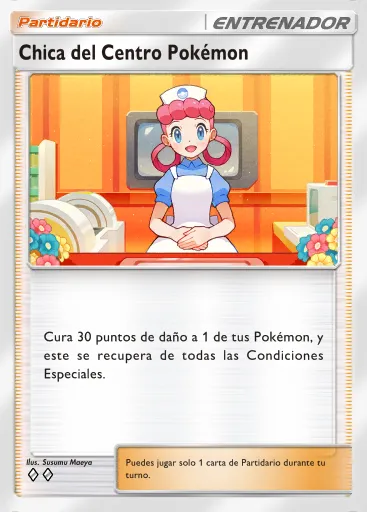 Partidario
ENTRENADOR
Chica del Centro Pokémon
Cura 30 puntos de daño a 1 de tus Pokémon, y
este se recupera de todas las Condiciones
Especiales.
Ilus. Susumu Maeya
Puedes jugar solo 1 carta de Partidario durante tu
turno.